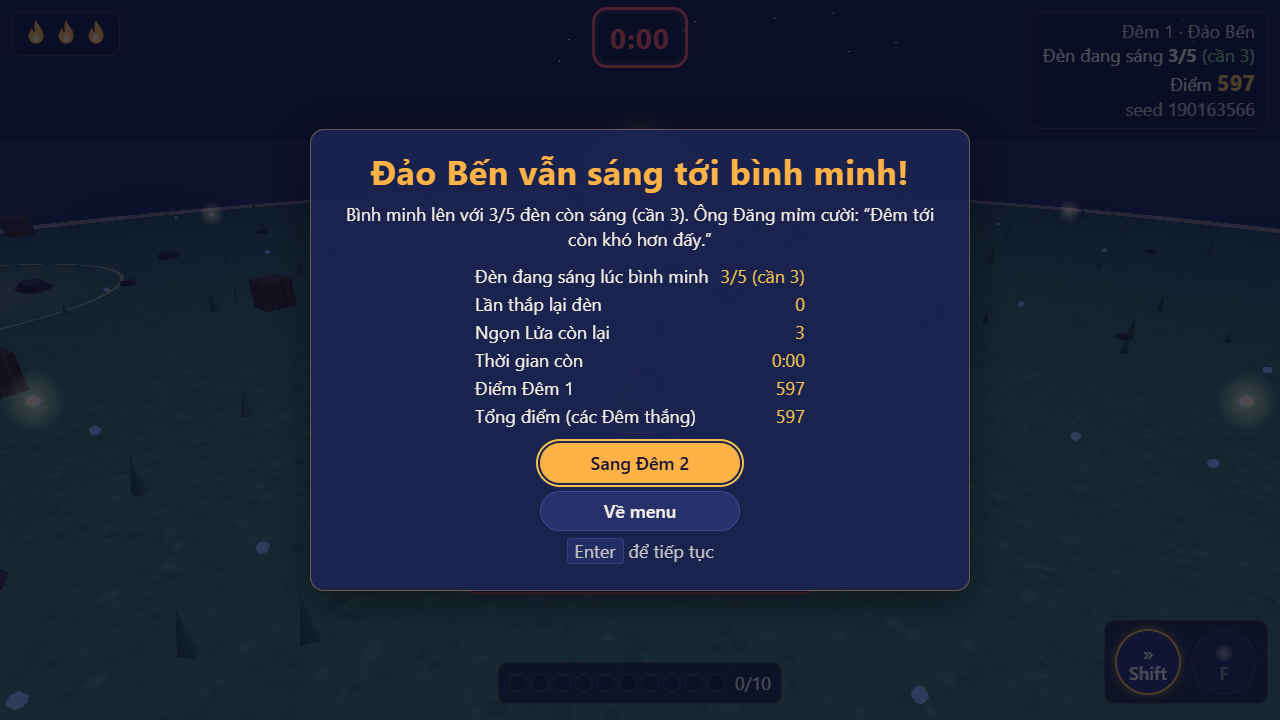 0:00
Đêm 1 · Đảo Bến
Đèn đang sáng 3/5 (cần 3)
Điểm 597
seed 190163566
Đảo Bến vẫn sáng tới bình minh!
Bình minh lên với 3/5 đèn còn sáng (cần 3). Ông Đăng mỉm cười: “Đêm tới
còn khó hơn đấy.”
Đèn đang sáng lúc bình minh 3/5 (cần 3)
Lần thắp lại đèn 0
Ngọn Lửa còn lại 3
Thời gian còn 0:00
Điểm Đêm 1 597
Tổng điểm (các Đêm thắng) 597
Sang Đêm 2
Về menu
Enter để tiếp tục
» Shift
F
0/10